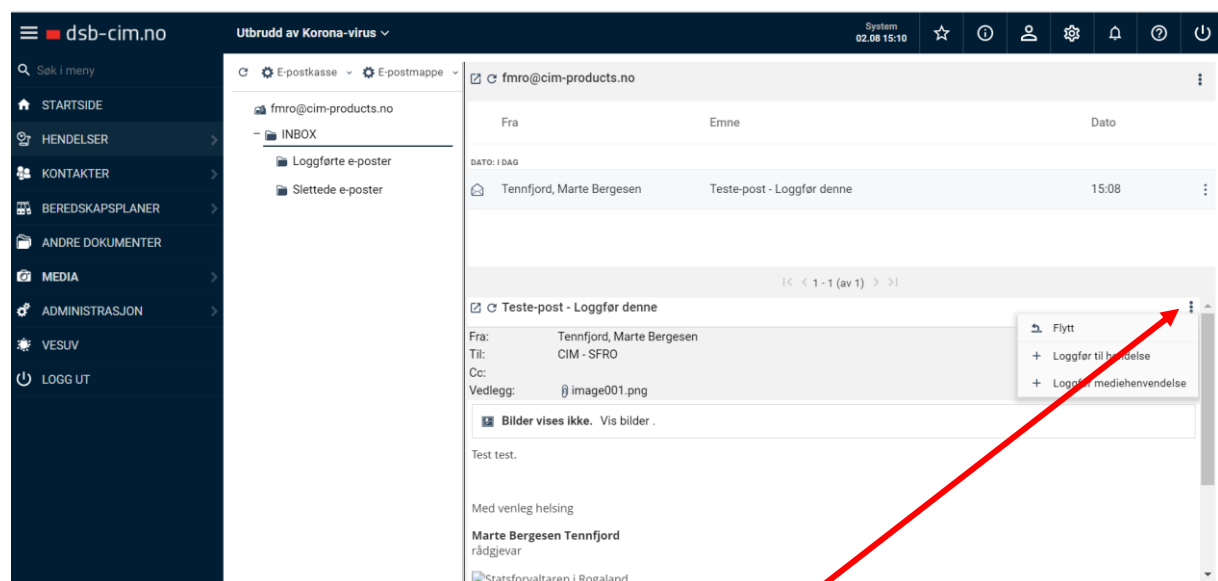 dsb-cim.no
Utbrudd av Korona-virus
System
02.08 15:10
Søk i meny
STARTSIDE
HENDELSER
KONTAKTER
BEREDSKAPSPLANER
ANDRE DOKUMENTER
MEDIA
ADMINISTRASJON
VESUV
LOGG UT
E-postkasse
E-postmappe
fmro@cim-products.no
INBOX
Loggførte e-poster
Slettede e-poster
fmro@cim-products.no
Fra Emne Dato
DATO: I DAG
Tennfjord, Marte Bergesen Teste-post - Loggfør denne 15:08
|< < 1 - 1 (av 1) > >|
Teste-post - Loggfør denne
Fra: Tennfjord, Marte Bergesen
Til: CIM - SFRO
Cc:
Vedlegg: image001.png
Flytt
Loggfør til hendelse
Loggfør mediehenvendelse
Bilder vises ikke. Vis bilder .
Test test.
Med venleg helsing
Marte Bergesen Tennfjord
rådgjevar
Statsforvaltaren i Rogaland